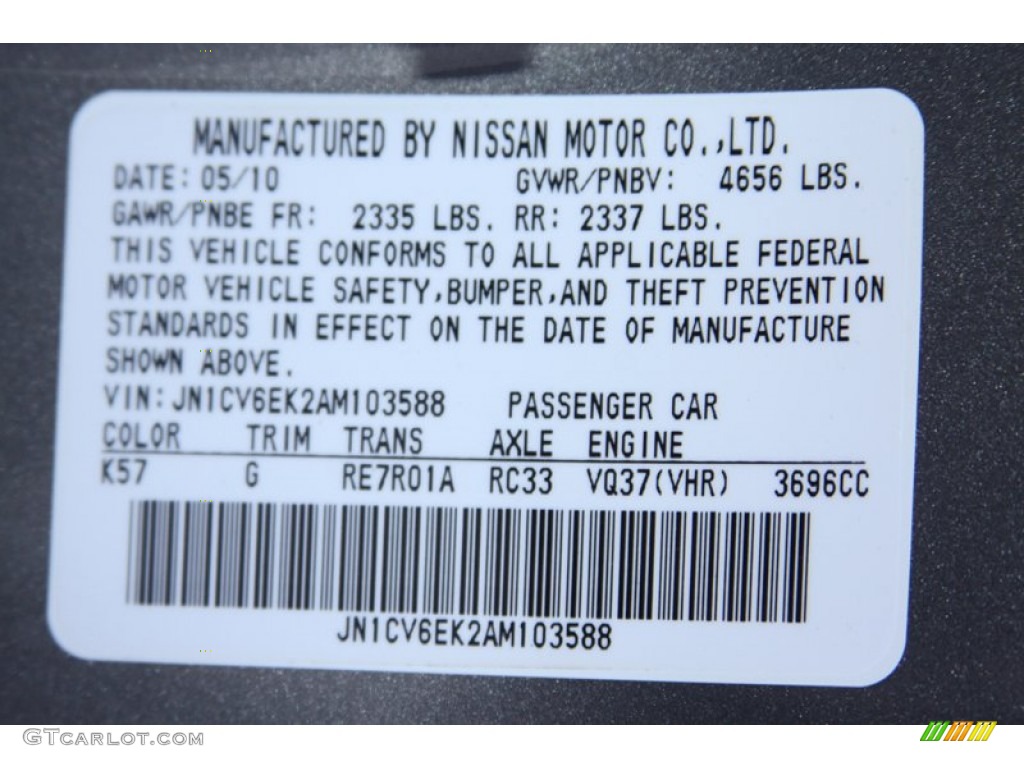 MANUFACTURED BY NISSAN MOTOR CO.,LTD.
DATE: 05/10 GVWR/PNBV: 4656 LBS.
GAWR/PNBE FR: 2335 LBS. RR: 2337 LBS.
THIS VEHICLE CONFORMS TO ALL APPLICABLE FEDERAL
MOTOR VEHICLE SAFETY,BUMPER,AND THEFT PREVENTION
STANDARDS IN EFFECT ON THE DATE OF MANUFACTURE
SHOWN ABOVE.
VIN:JN1CV6EK2AM103588 PASSENGER CAR
COLOR TRIM TRANS AXLE ENGINE
K57 G RE7R01A RC33 VQ37(VHR) 3696CC
JN1CV6EK2AM103588
GTCarlot.com